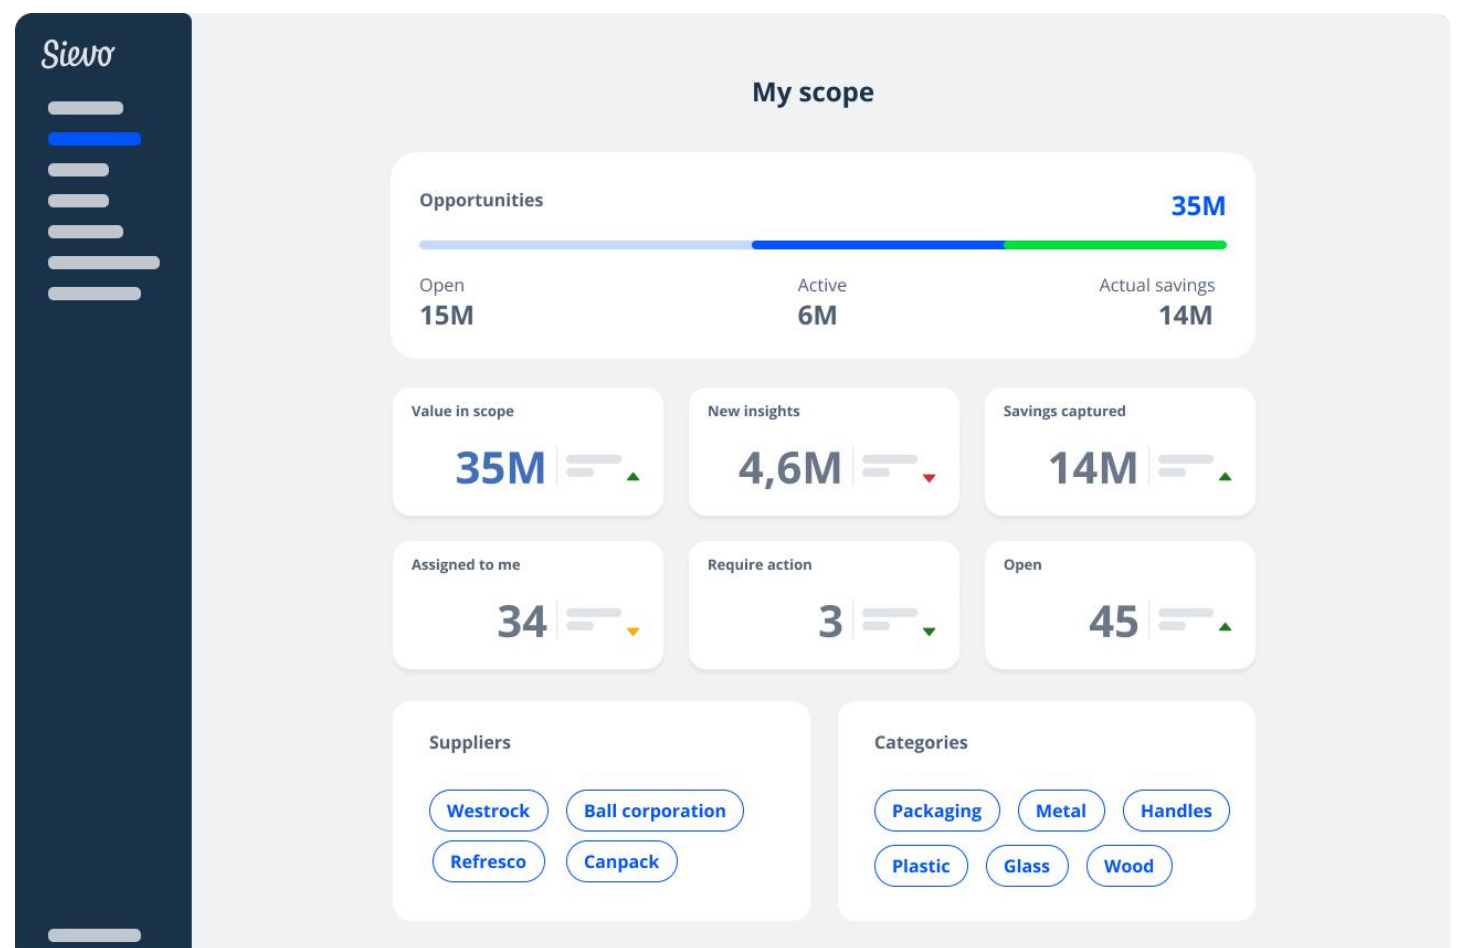 Sievo
My scope
Opportunities
35M
Open
Active
Actual savings
15M
6M
14M
Value in scope
35M
New insights
4,6M
Savings captured
14M
Assigned to me
34
Require action
3
Open
45
Suppliers
Westrock
Ball corporation
Refresco
Canpack
Categories
Packaging
Metal
Handles
Plastic
Glass
Wood